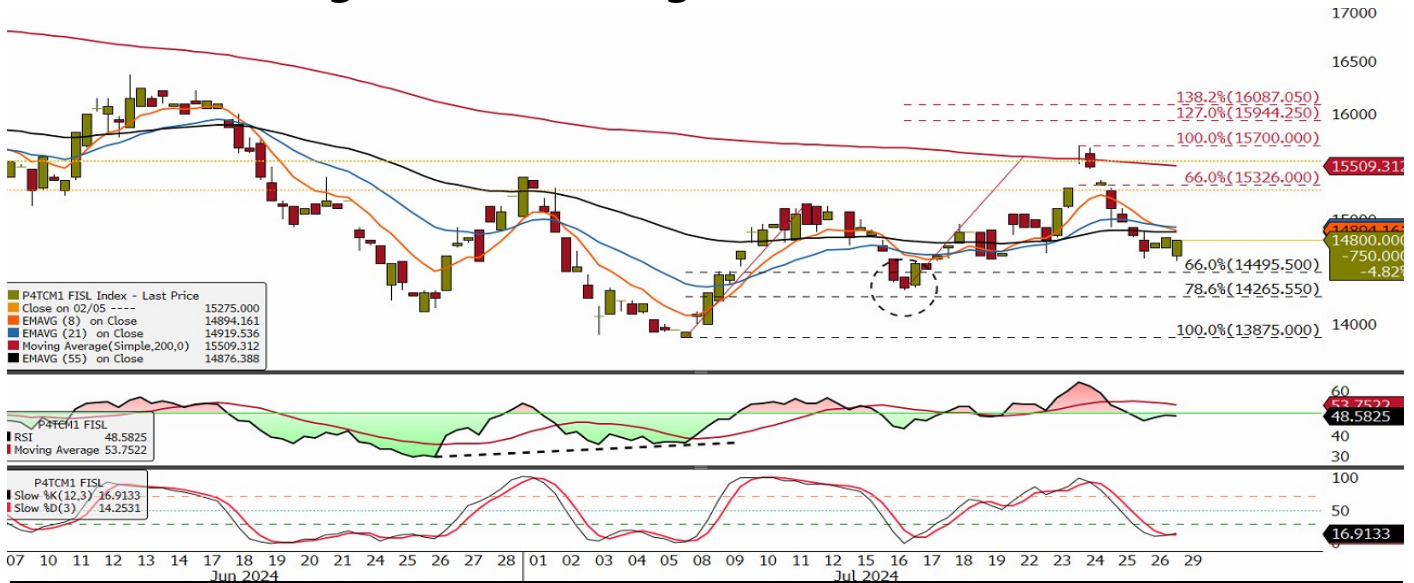 17000
16500
138.2%(16087.050)
127.0%(15944.250)
16000
100.0%(15700.000)
15509.312
66.0%(15326.000)
15000
14894.161
14800.000
-750.000
-4.82%
66.0%(14495.500)
78.6%(14265.550)
14000
100.0%(13875.000)
P4TCM1 FISL Index - Last Price
Close on 02/05 ---- 15275.000
EMAVG (8) on Close 14894.161
EMAVG (21) on Close 14919.536
Moving Average(Simple,200,0) 15509.312
EMAVG (55) on Close 14876.388
60
53.7522
48.5825
40
30
P4TCM1 FISL
RSI 48.5825
Moving Average 53.7522
P4TCM1 FISL
Slow %K(12,3) 16.9133
Slow %D(3) 14.2531
100
50
16.9133
07 10 11 12 13 14 17 18 19 20 21 24 25 26 27 28 01 02 03 04 05 08 09 10 11 12 15 16 17 18 19 22 23 24 25 26 29
Jun 2024 Jul 2024